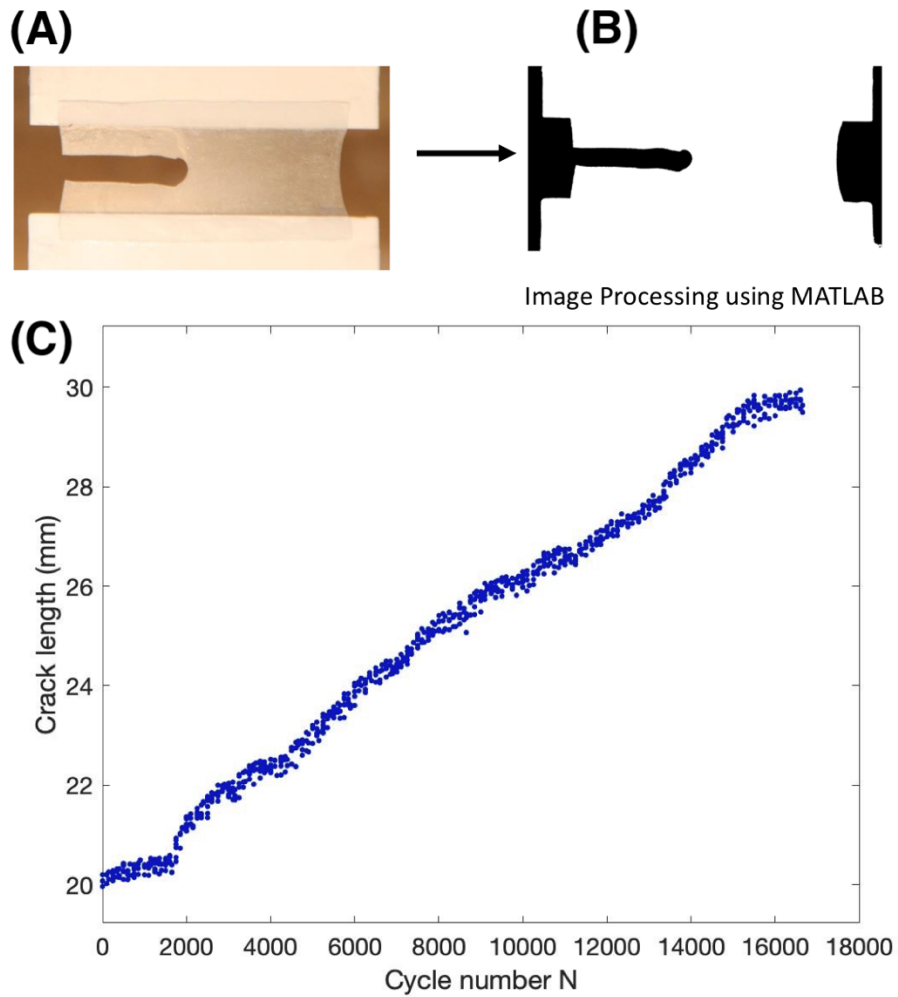 (A)
(B)
Image Processing using MATLAB
(C)
30
28
26
24
22
20
Crack length (mm)
0 2000 4000 6000 8000 10000 12000 14000 16000 18000
Cycle number N